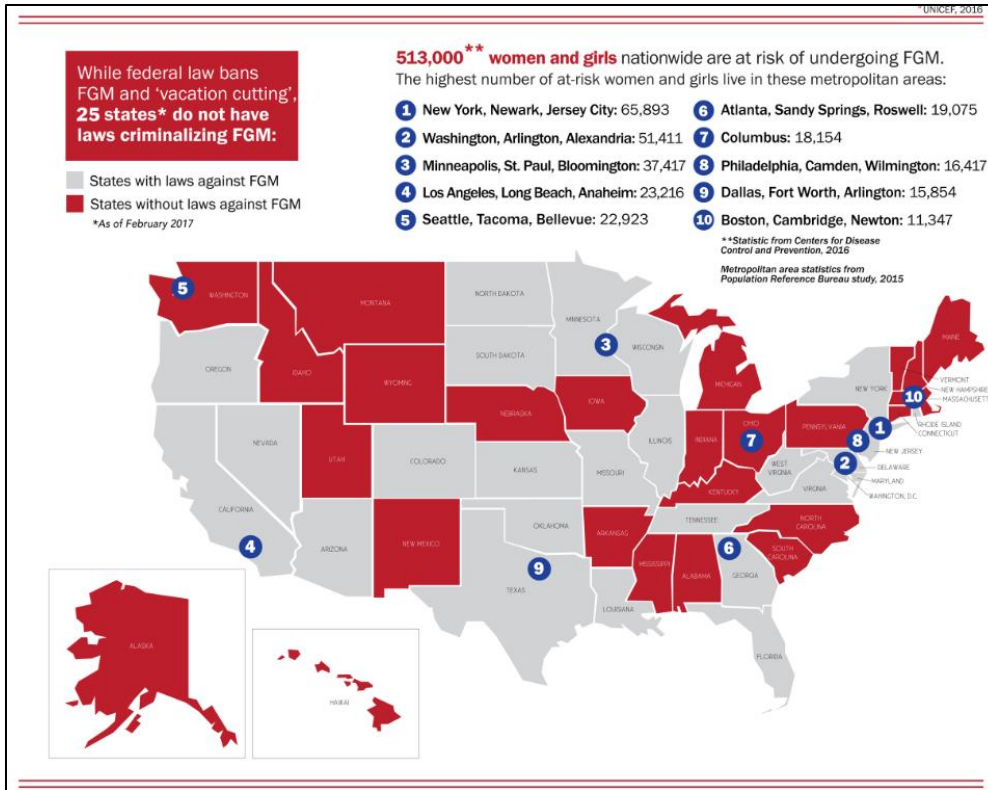 *UNICEF, 2016
While federal law bans
FGM and ‘vacation cutting’,
25 states* do not have
laws criminalizing FGM:
States with laws against FGM
States without laws against FGM
*As of February 2017
513,000** women and girls nationwide are at risk of undergoing FGM.
The highest number of at-risk women and girls live in these metropolitan areas:
1 New York, Newark, Jersey City: 65,893
2 Washington, Arlington, Alexandria: 51,411
3 Minneapolis, St. Paul, Bloomington: 37,417
4 Los Angeles, Long Beach, Anaheim: 23,216
5 Seattle, Tacoma, Bellevue: 22,923
6 Atlanta, Sandy Springs, Roswell: 19,075
7 Columbus: 18,154
8 Philadelphia, Camden, Wilmington: 16,417
9 Dallas, Fort Worth, Arlington: 15,854
10 Boston, Cambridge, Newton: 11,347
**Statistic from Centers for Disease
Control and Prevention, 2016
Metropolitan area statistics from
Population Reference Bureau study, 2015
5
WASHINGTON
MONTANA
NORTH DAKOTA
MINNESOTA
3
WISCONSIN
OREGON
IDAHO
SOUTH DAKOTA
WYOMING
MICHIGAN
MAINE
NEW YORK
VERMONT
NEW HAMPSHIRE
MASSACHUSETT
10
RHODE ISLAND
CONNECTICUT
1
NEBRASKA
IOWA
NEVADA
UTAH
COLORADO
KANSAS
MISSOURI
ILLINOIS
INDIANA
OHIO
7
PENNSYLVANIA
8
NEW JERSEY
2
DELAWARE
MARYLAND
WAHINGTON, D.C.
WEST
VIRGINIA
VIRGINIA
KENTUCKY
CALIFORNIA
4
ARIZONA
NEW MEXICO
OKLAHOMA
ARKANSAS
TENNESSEE
NORTH
CAROLINA
SOUTH
CAROLINA
6
GEORGIA
9
TEXAS
LOUISIANA
MISSISSIPPI
ALABAMA
FLORIDA
ALASKA
HAWAII